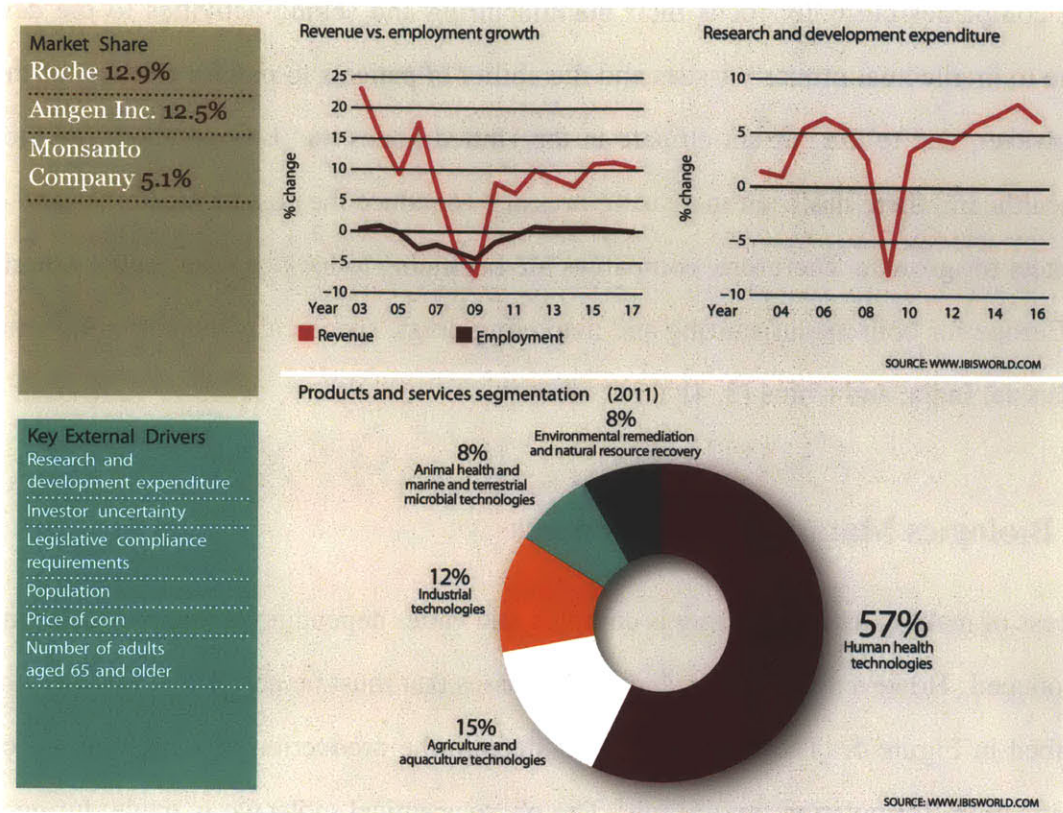 Market Share
Roche 12.9%
Amgen Inc. 12.5%
Monsanto
Company 5.1%
Key External Drivers
Research and
development expenditure
Investor uncertainty
Legislative compliance
requirements
Population
Price of corn
Number of adults
aged 65 and older
Revenue vs. employment growth
25
20
15
10
5
0
−5
−10
% change
Year 03 05 07 09 11 13 15 17
Revenue Employment
Research and development expenditure
10
5
0
−5
−10
% change
Year 04 06 08 10 12 14 16
SOURCE: WWW.IBISWORLD.COM
Products and services segmentation (2011)
8%
Environmental remediation
and natural resource recovery
8%
Animal health and
marine and terrestrial
microbial technologies
12%
Industrial
technologies
15%
Agriculture and
aquaculture technologies
57%
Human health
technologies
SOURCE: WWW.IBISWORLD.COM